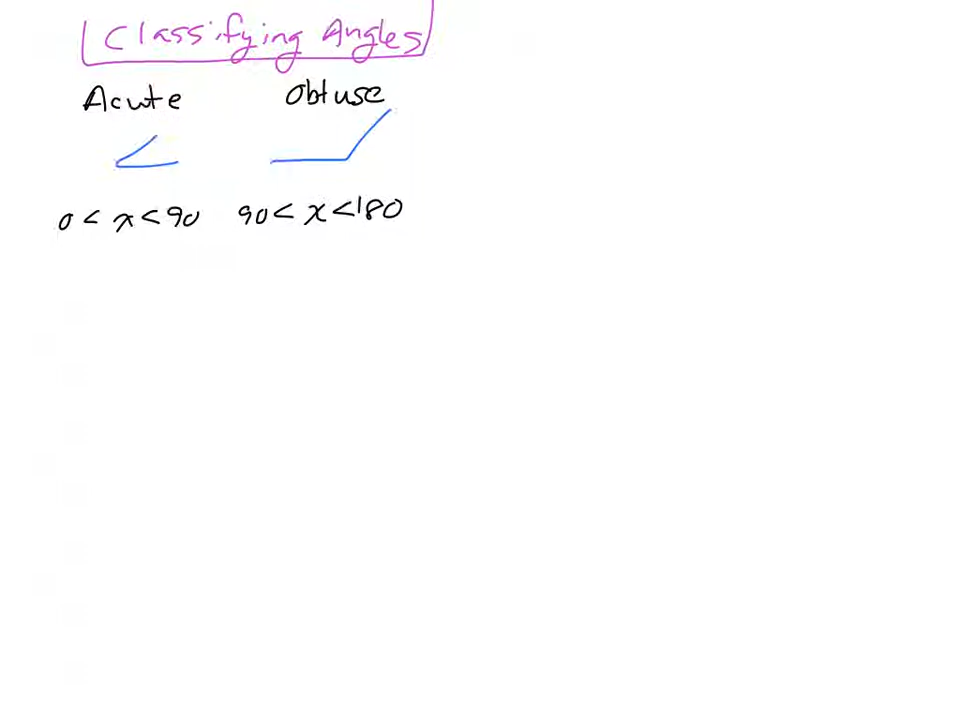 Classifying Angles
Acute Obtuse
0 < x < 90 90 < x < 180